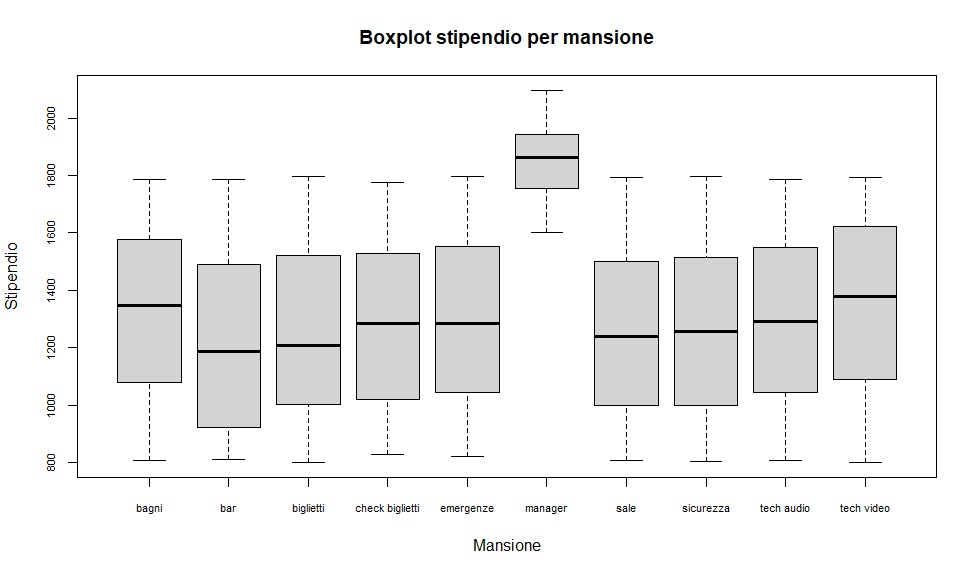 Boxplot stipendio per mansione
Stipendio
2000
1800
1600
1400
1200
1000
800
bagni bar biglietti check biglietti emergenze manager sale sicurezza tech audio tech video
Mansione